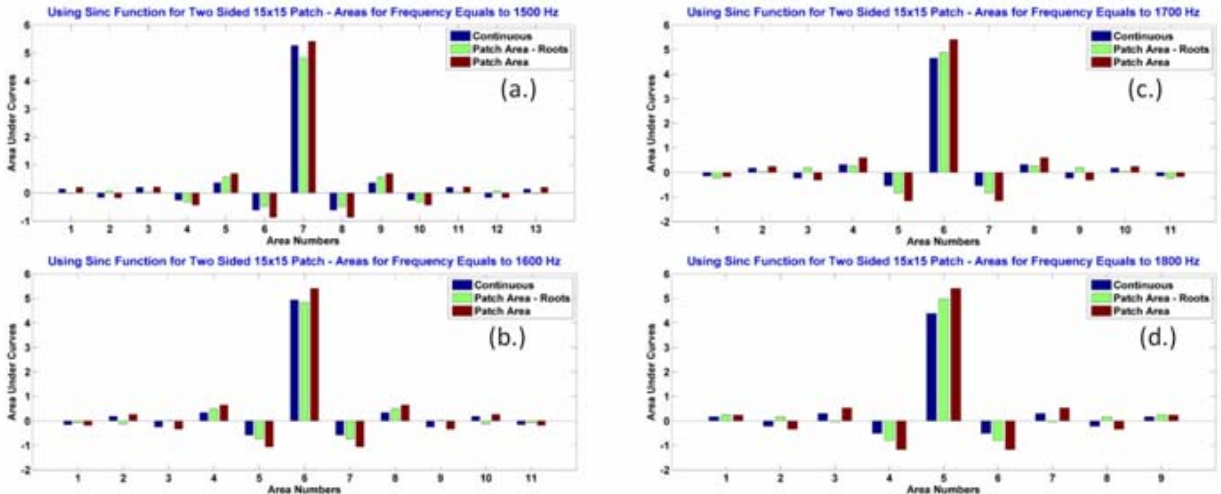 Using Sinc Function for Two Sided 15x15 Patch - Areas for Frequency Equals to 1500 Hz
Area Under Curves
6
5
4
3
2
1
0
-1
Continuous
Patch Area - Roots
Patch Area
(a.)
1 2 3 4 5 6 7 8 9 10 11 12 13
Area Numbers
Using Sinc Function for Two Sided 15x15 Patch - Areas for Frequency Equals to 1600 Hz
Area Under Curves
6
5
4
3
2
1
0
-1
-2
Continuous
Patch Area - Roots
Patch Area
(b.)
1 2 3 4 5 6 7 8 9 10 11
Area Numbers
Using Sinc Function for Two Sided 15x15 Patch - Areas for Frequency Equals to 1700 Hz
Area Under Curves
6
5
4
3
2
1
0
-1
-2
Continuous
Patch Area - Roots
Patch Area
(c.)
1 2 3 4 5 6 7 8 9 10 11
Area Numbers
Using Sinc Function for Two Sided 15x15 Patch - Areas for Frequency Equals to 1800 Hz
Area Under Curves
6
5
4
3
2
1
0
-1
-2
Continuous
Patch Area - Roots
Patch Area
(d.)
1 2 3 4 5 6 7 8 9
Area Numbers